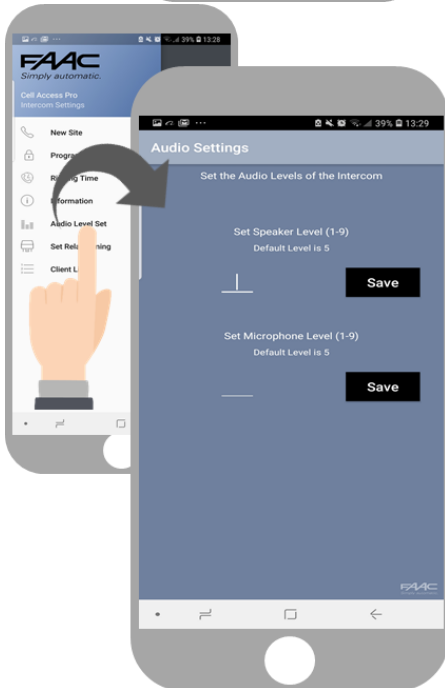 39% 13:28
FAAC
Simply automatic.
Cell Access Pro
Intercom Settings
New Site
Information
Audio Level Set
39% 13:29
Audio Settings
Set the Audio Levels of the Intercom
Set Speaker Level (1-9)
Default Level is 5
Save
Set Microphone Level (1-9)
Default Level is 5
Save
FAAC